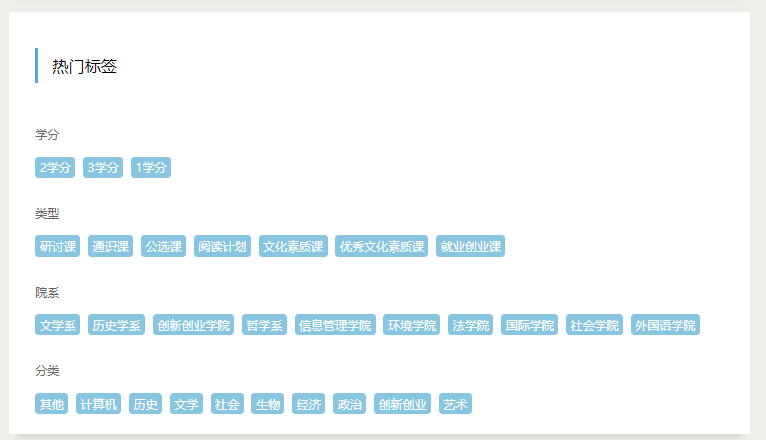 热门标签
学分
2学分 3学分 1学分
类型
研讨课 通识课 公选课 阅读计划 文化素质课 优秀文化素质课 就业创业课
院系
文学系 历史学系 创新创业学院 哲学系 信息管理学院 环境学院 法学院 国际学院 社会学院 外国语学院
分类
其他 计算机 历史 文学 社会 生物 经济 政治 创新创业 艺术